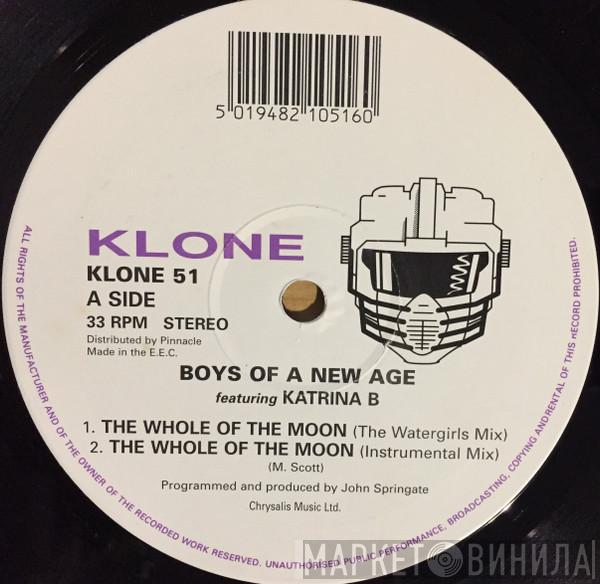 5 019482 105160
KLONE
KLONE 51
A SIDE
33 RPM STEREO
Distributed by Pinnacle
Made in the E.E.C.
BOYS OF A NEW AGE
featuring KATRINA B
1. THE WHOLE OF THE MOON (The Watergirls Mix)
2. THE WHOLE OF THE MOON (Instrumental Mix)
(M. Scott)
Programmed and produced by John Springate
Chrysalis Music Ltd.
ALL RIGHTS OF THE MANUFACTURER AND OF THE OWNER OF THE RECORDED WORK RESERVED. UNAUTHORISED PUBLIC PERFORMANCE, BROADCASTING, COPYING AND RENTAL OF THIS RECORD PROHIBITED.
МАРКЕТ ВИНИЛА